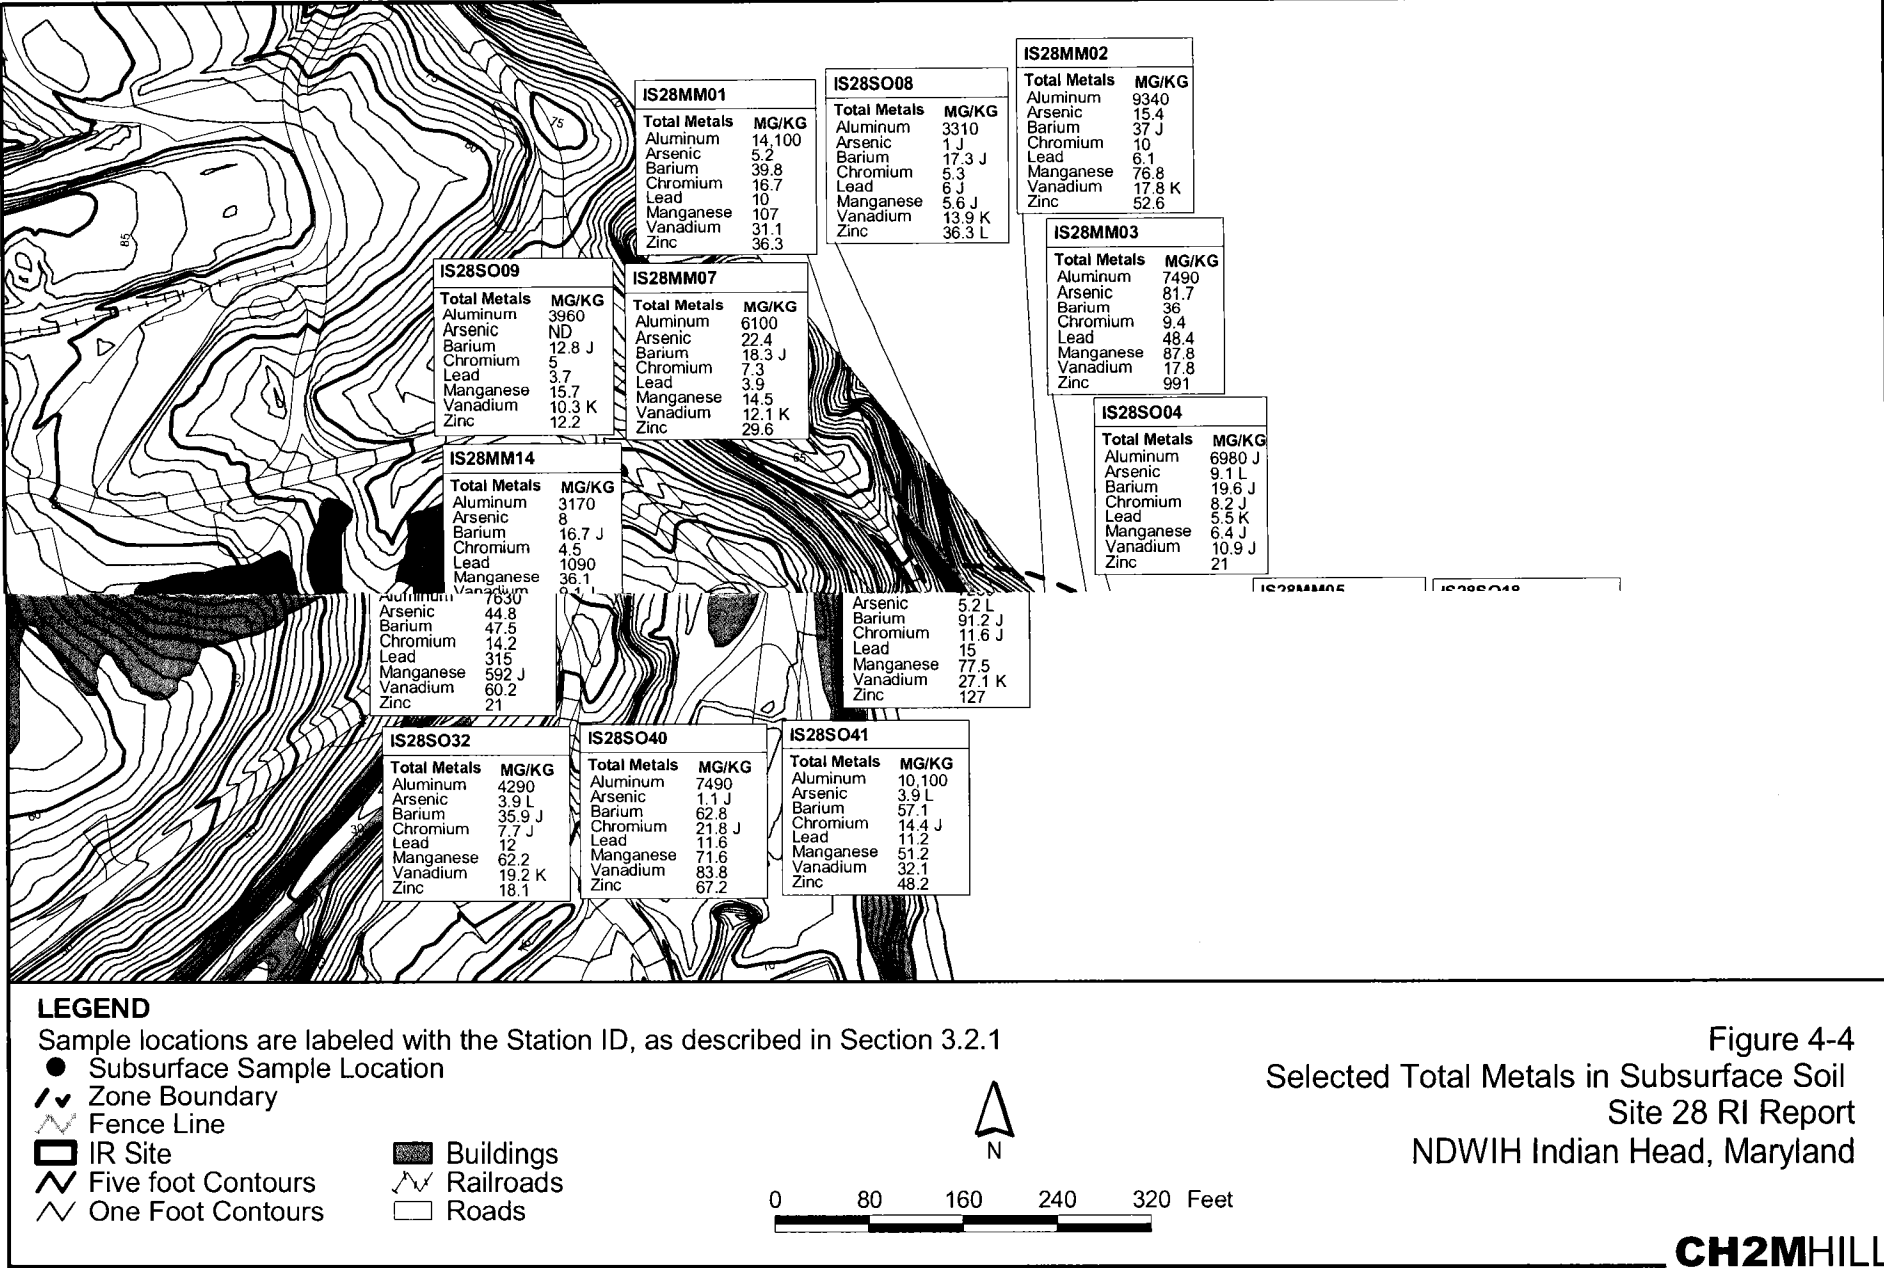 IS28MM01
Total Metals MG/KG
Aluminum 14,100
Arsenic 5.2
Barium 39.8
Chromium 16.7
Lead 10
Manganese 107
Vanadium 31.1
Zinc 36.3
IS28SO08
Total Metals MG/KG
Aluminum 3310
Arsenic 1 J
Barium 17.3 J
Chromium 5.3
Lead 6 J
Manganese 5.6 J
Vanadium 13.9 K
Zinc 36.3 L
IS28MM02
Total Metals MG/KG
Aluminum 9340
Arsenic 15.4
Barium 37 J
Chromium 10
Lead 6.1
Manganese 76.8
Vanadium 17.8 K
Zinc 52.6
IS28MM03
Total Metals MG/KG
Aluminum 7490
Arsenic 81.7
Barium 36
Chromium 9.4
Lead 48.4
Manganese 87.8
Vanadium 17.8
Zinc 991
IS28SO09
Total Metals MG/KG
Aluminum 3960
Arsenic ND
Barium 12.8 J
Chromium 5
Lead 3.7
Manganese 15.7
Vanadium 10.3 K
Zinc 12.2
IS28MM07
Total Metals MG/KG
Aluminum 6100
Arsenic 22.4
Barium 18.3 J
Chromium 7.3
Lead 3.9
Manganese 14.5
Vanadium 12.1 K
Zinc 29.6
IS28SO04
Total Metals MG/KG
Aluminum 6980 J
Arsenic 9.1 L
Barium 19.6 J
Chromium 8.2 J
Lead 5.5 K
Manganese 6.4 J
Vanadium 10.9 J
Zinc 21
IS28MM14
Total Metals MG/KG
Aluminum 3170
Arsenic 8
Barium 16.7 J
Chromium 4.5
Lead 1090
Manganese 36.1
Vanadium 9.1 L
IS28MM05
IS28SO18
Aluminum 7630
Arsenic 44.8
Barium 47.5
Chromium 14.2
Lead 315
Manganese 592 J
Vanadium 60.2
Zinc 21
Arsenic 5.2 L
Barium 91.2 J
Chromium 11.6 J
Lead 15
Manganese 77.5
Vanadium 27.1 K
Zinc 127
IS28SO32
Total Metals MG/KG
Aluminum 4290
Arsenic 3.9 L
Barium 35.9 J
Chromium 7.7 J
Lead 12
Manganese 62.2
Vanadium 19.2 K
Zinc 18.1
IS28SO40
Total Metals MG/KG
Aluminum 7490
Arsenic 1.1 J
Barium 62.8
Chromium 21.8 J
Lead 11.6
Manganese 71.6
Vanadium 83.8
Zinc 67.2
IS28SO41
Total Metals MG/KG
Aluminum 10,100
Arsenic 3.9 L
Barium 57.1
Chromium 14.4 J
Lead 11.2
Manganese 51.2
Vanadium 32.1
Zinc 48.2
75
85
65
LEGEND
Sample locations are labeled with the Station ID, as described in Section 3.2.1
Subsurface Sample Location
Zone Boundary
Fence Line
IR Site
Five foot Contours
One Foot Contours
Buildings
Railroads
Roads
N
0 80 160 240 320 Feet
Figure 4-4
Selected Total Metals in Subsurface Soil
Site 28 RI Report
NDWIH Indian Head, Maryland
CH2MHILL